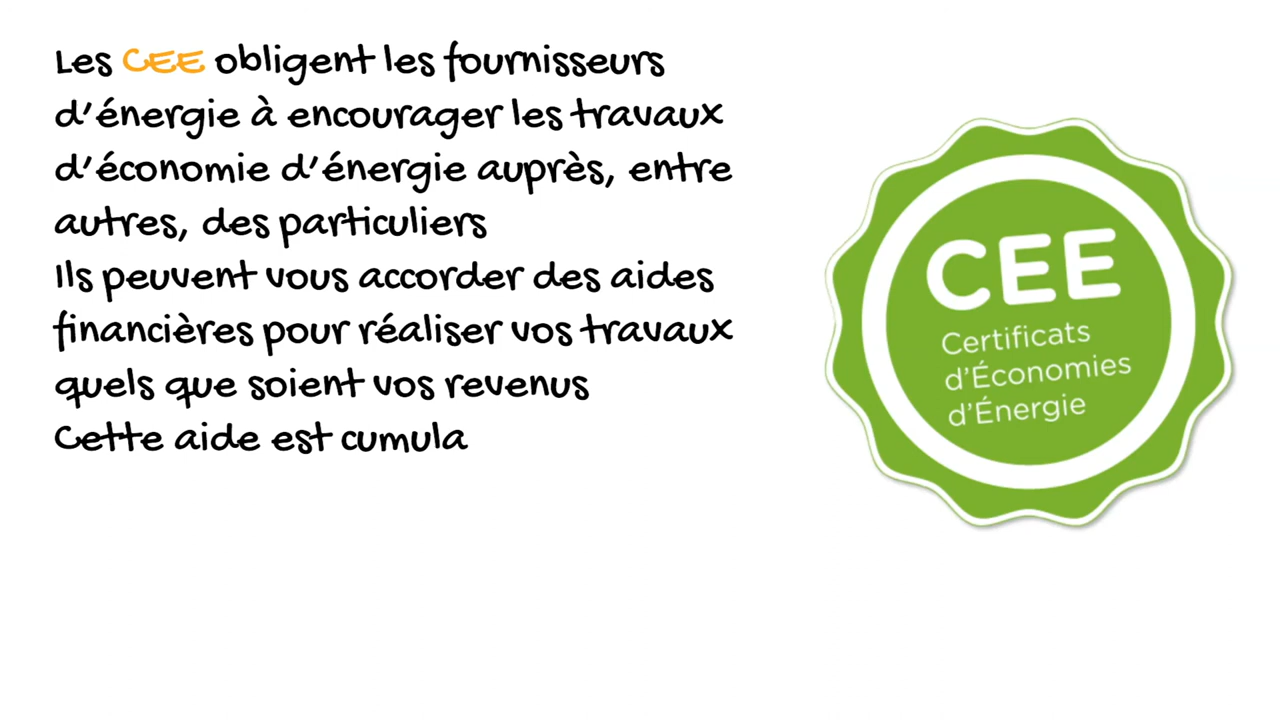 Les CEE obligent les fournisseurs
d'énergie à encourager les travaux
d'économie d'énergie auprès, entre
autres, des particuliers
Ils peuvent vous accorder des aides
financières pour réaliser vos travaux
quels que soient vos revenus
Cette aide est cumula
CEE
Certificats
d'Économies
d'Énergie